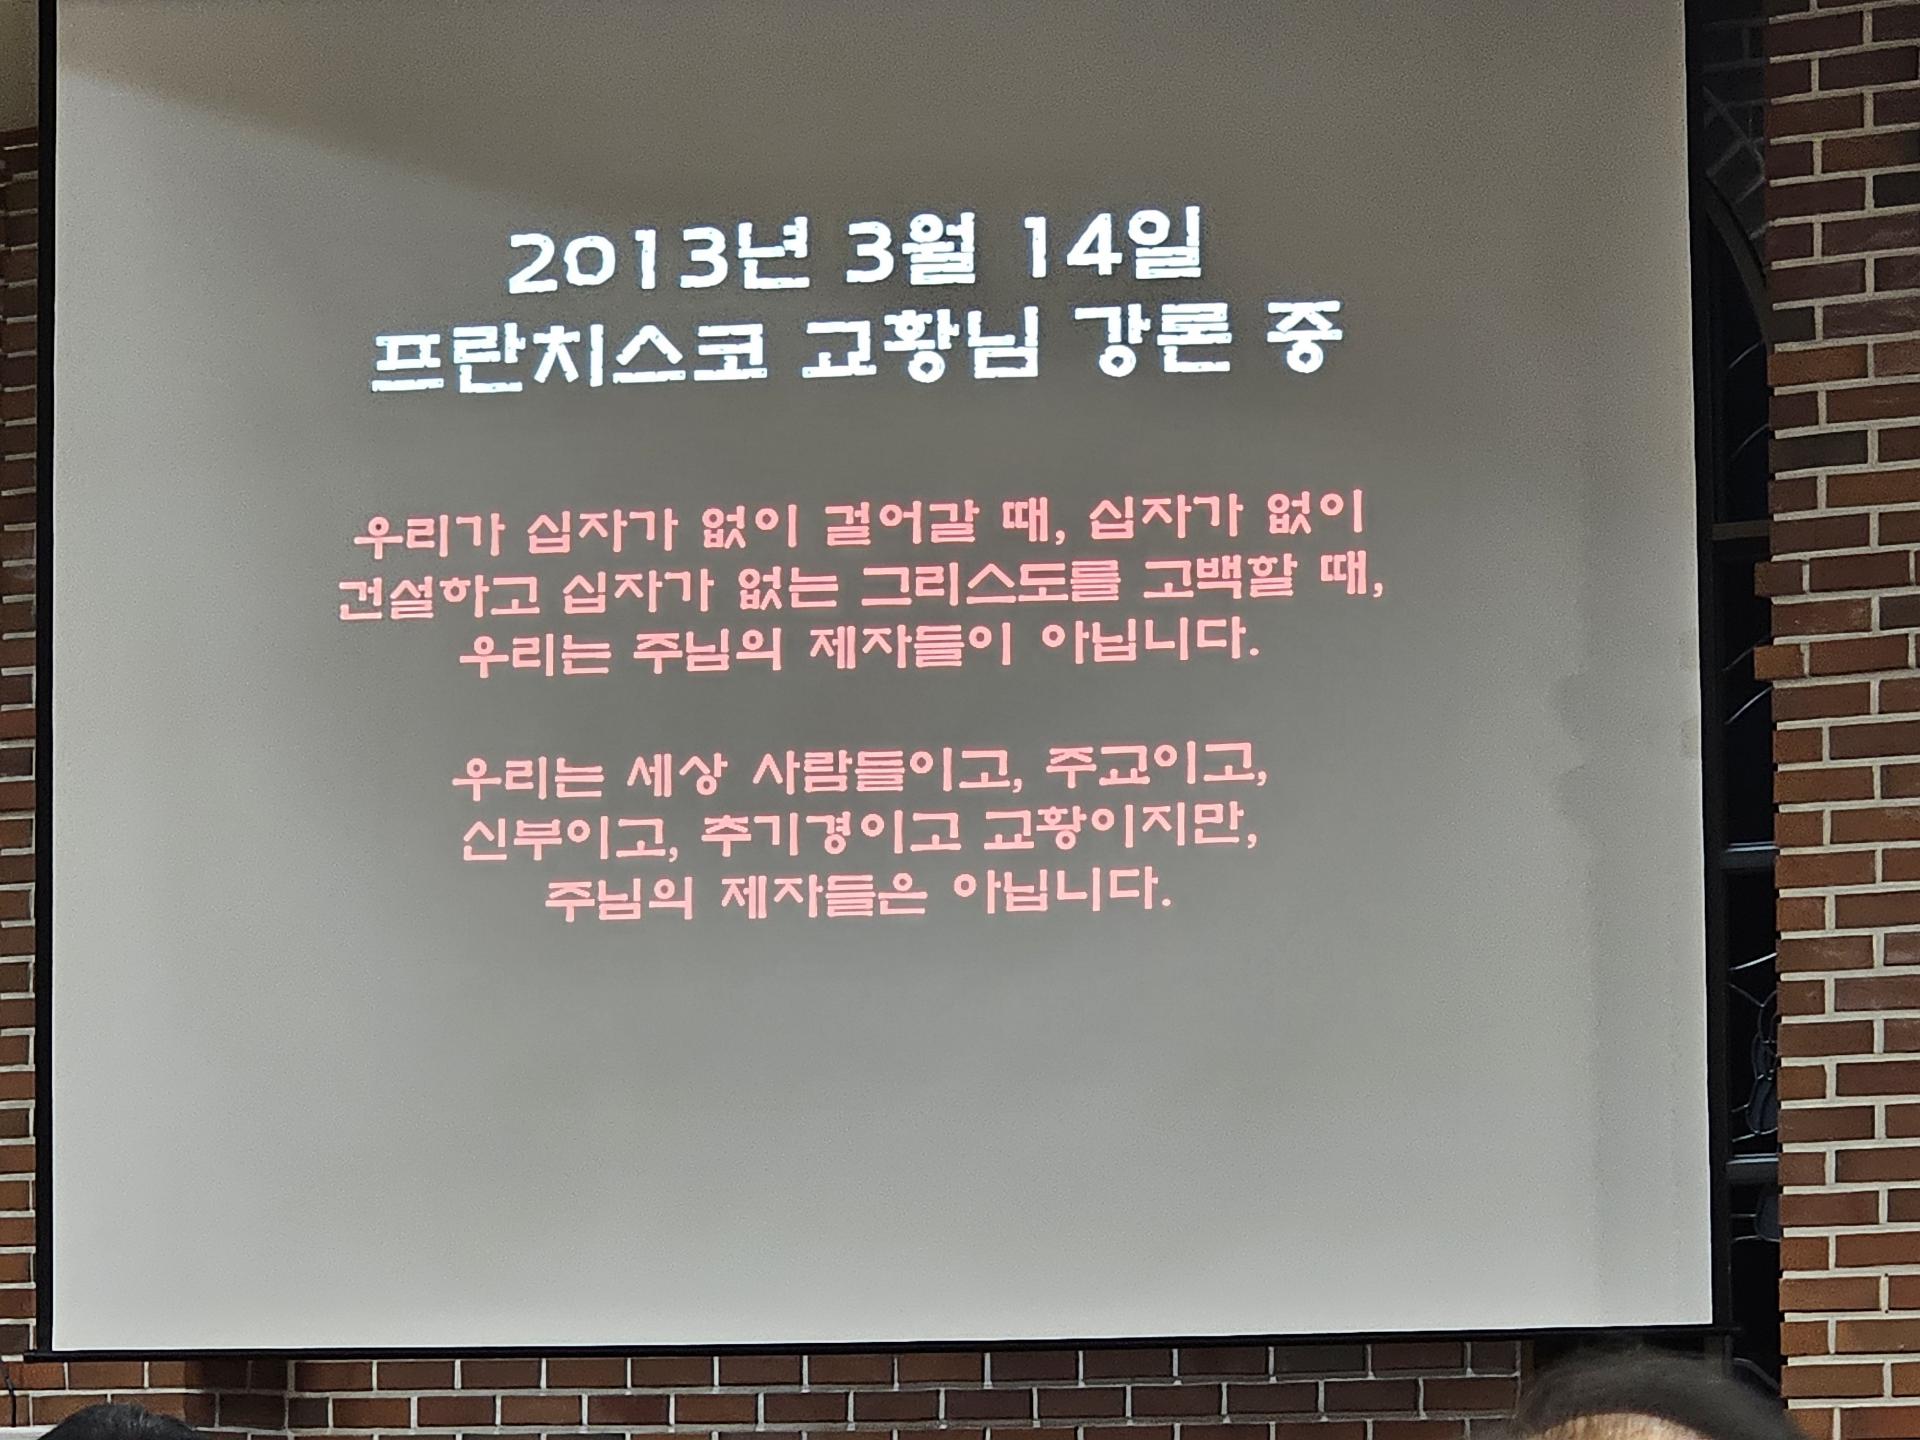 2013년 3월 14일
프란치스코 교황님 강론 중
우리가 십자가 없이 걸어갈 때, 십자가 없이
건설하고 십자가 없는 그리스도를 고백할 때,
우리는 주님의 제자들이 아닙니다.
우리는 세상 사람들이고, 주교이고,
신부이고, 추기경이고 교황이지만,
주님의 제자들은 아닙니다.